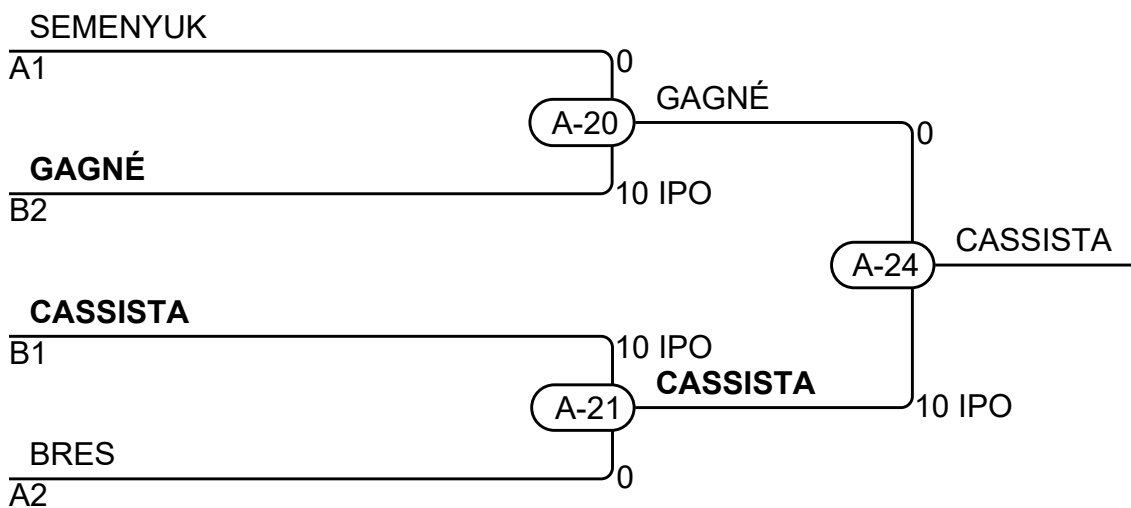 SEMENYUK
A1
0
A-20
GAGNÉ
GAGNÉ
B2
10 IPO
0
A-24
CASSISTA
CASSISTA
B1
10 IPO
A-21
CASSISTA
10 IPO
BRES
A2
0